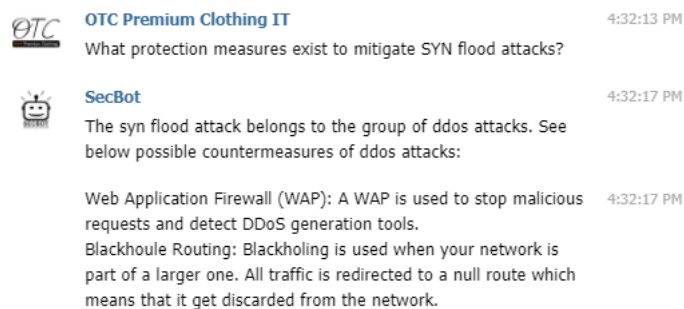 OTC
OTC Premium Clothing IT 4:32:13 PM
What protection measures exist to mitigate SYN flood attacks?
SecBot 4:32:17 PM
SECBOT
The syn flood attack belongs to the group of ddos attacks. See
below possible countermeasures of ddos attacks:
Web Application Firewall (WAP): A WAP is used to stop malicious 4:32:17 PM
requests and detect DDoS generation tools.
Blackhoule Routing: Blackholing is used when your network is
part of a larger one. All traffic is redirected to a null route which
means that it get discarded from the network.